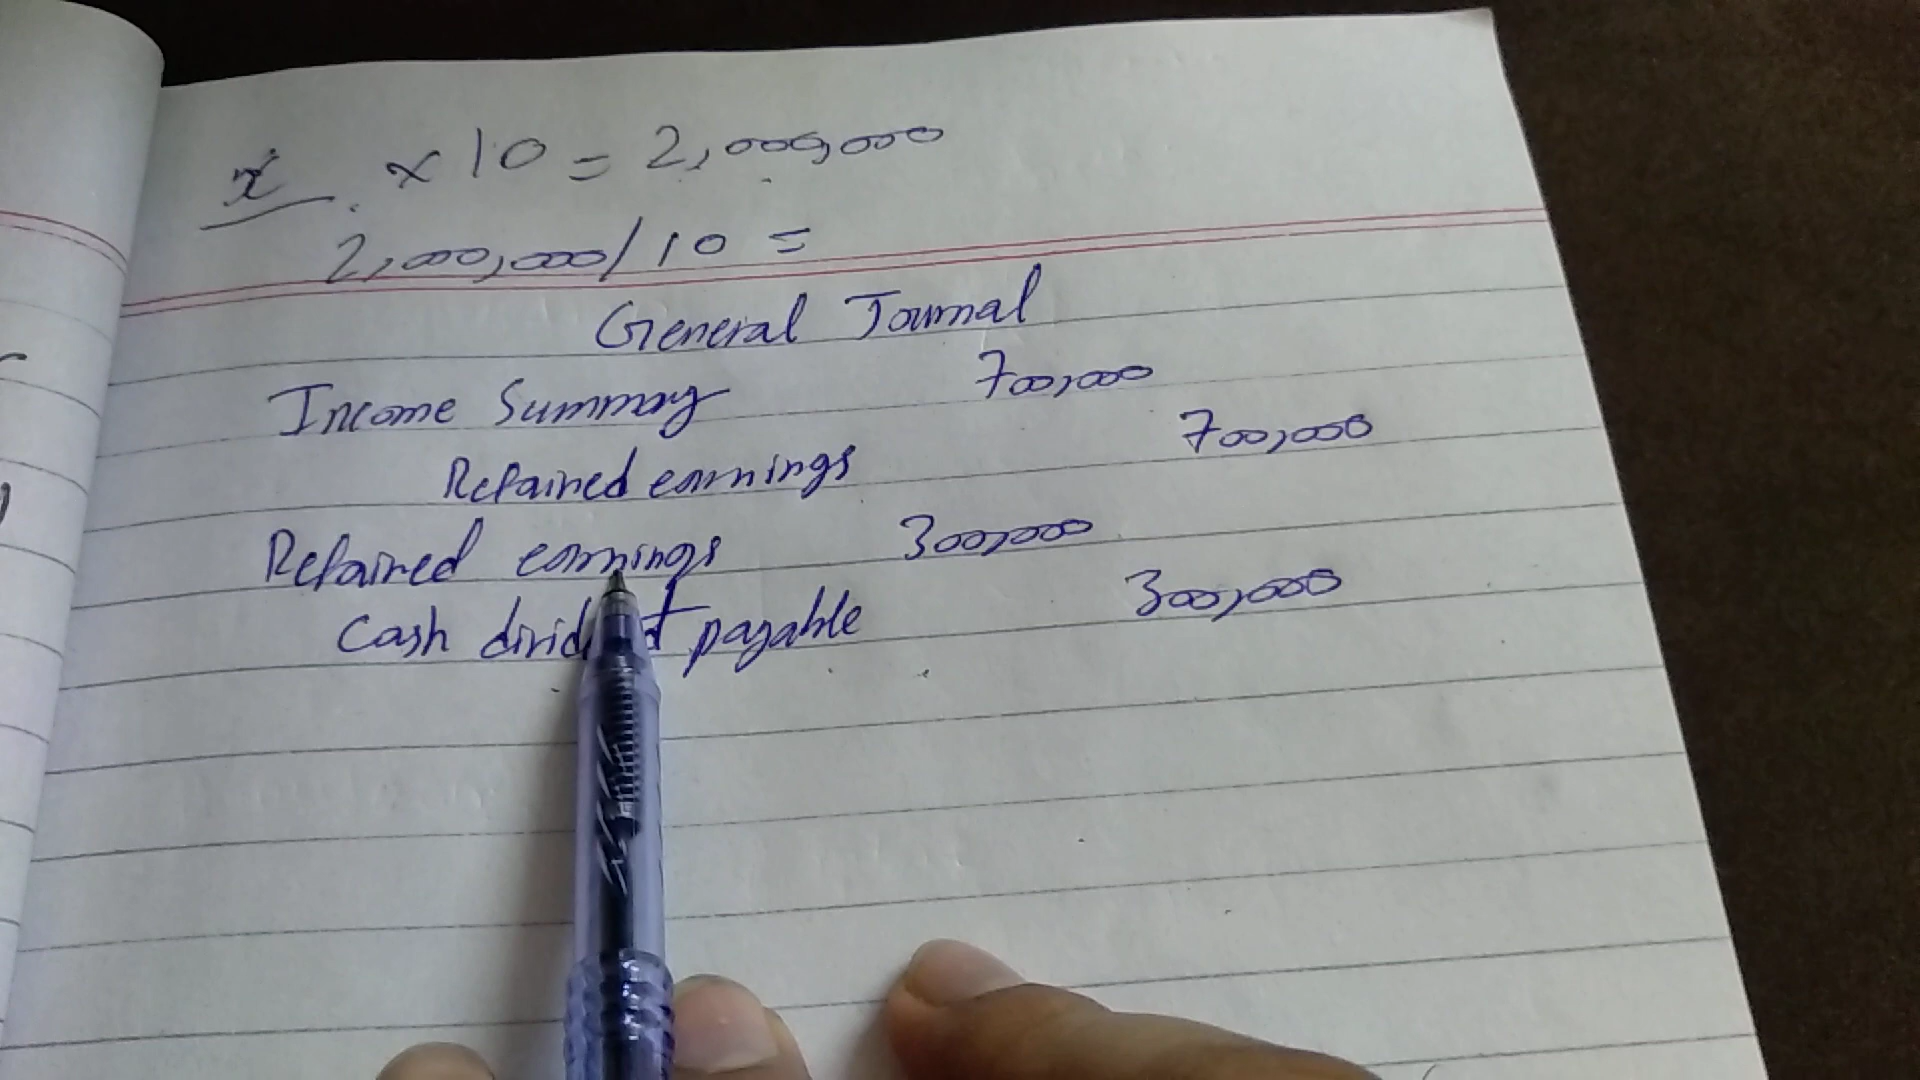 x × 10 = 2,000,000
2,000,000/10 =
General Journal
Income Summary 700,000
Retained earnings 700,000
Retained earnings 300,000
Cash payable 300,000